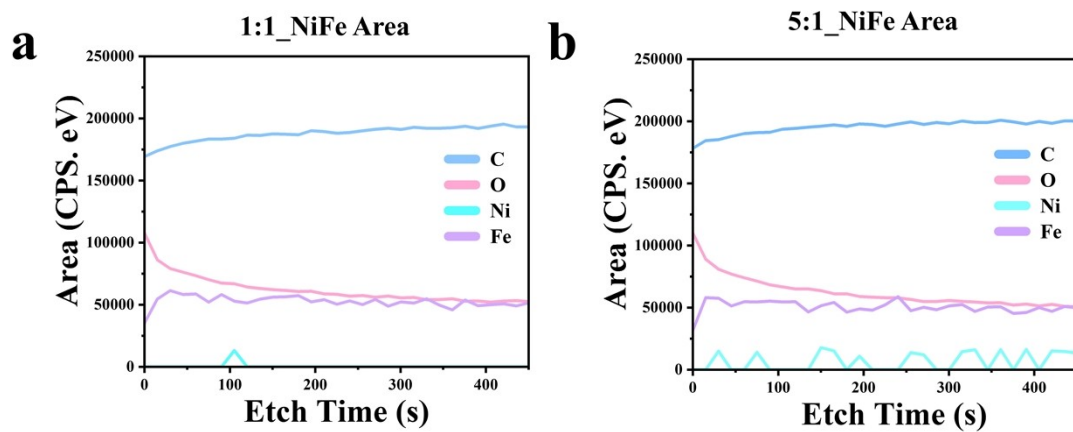 a
1:1_NiFe Area
250000
200000
150000
100000
50000
0
Area (CPS. eV)
C
O
Ni
Fe
0
100
200
300
400
Etch Time (s)
b
5:1_NiFe Area
250000
200000
150000
100000
50000
0
Area (CPS. eV)
C
O
Ni
Fe
0
100
200
300
400
Etch Time (s)